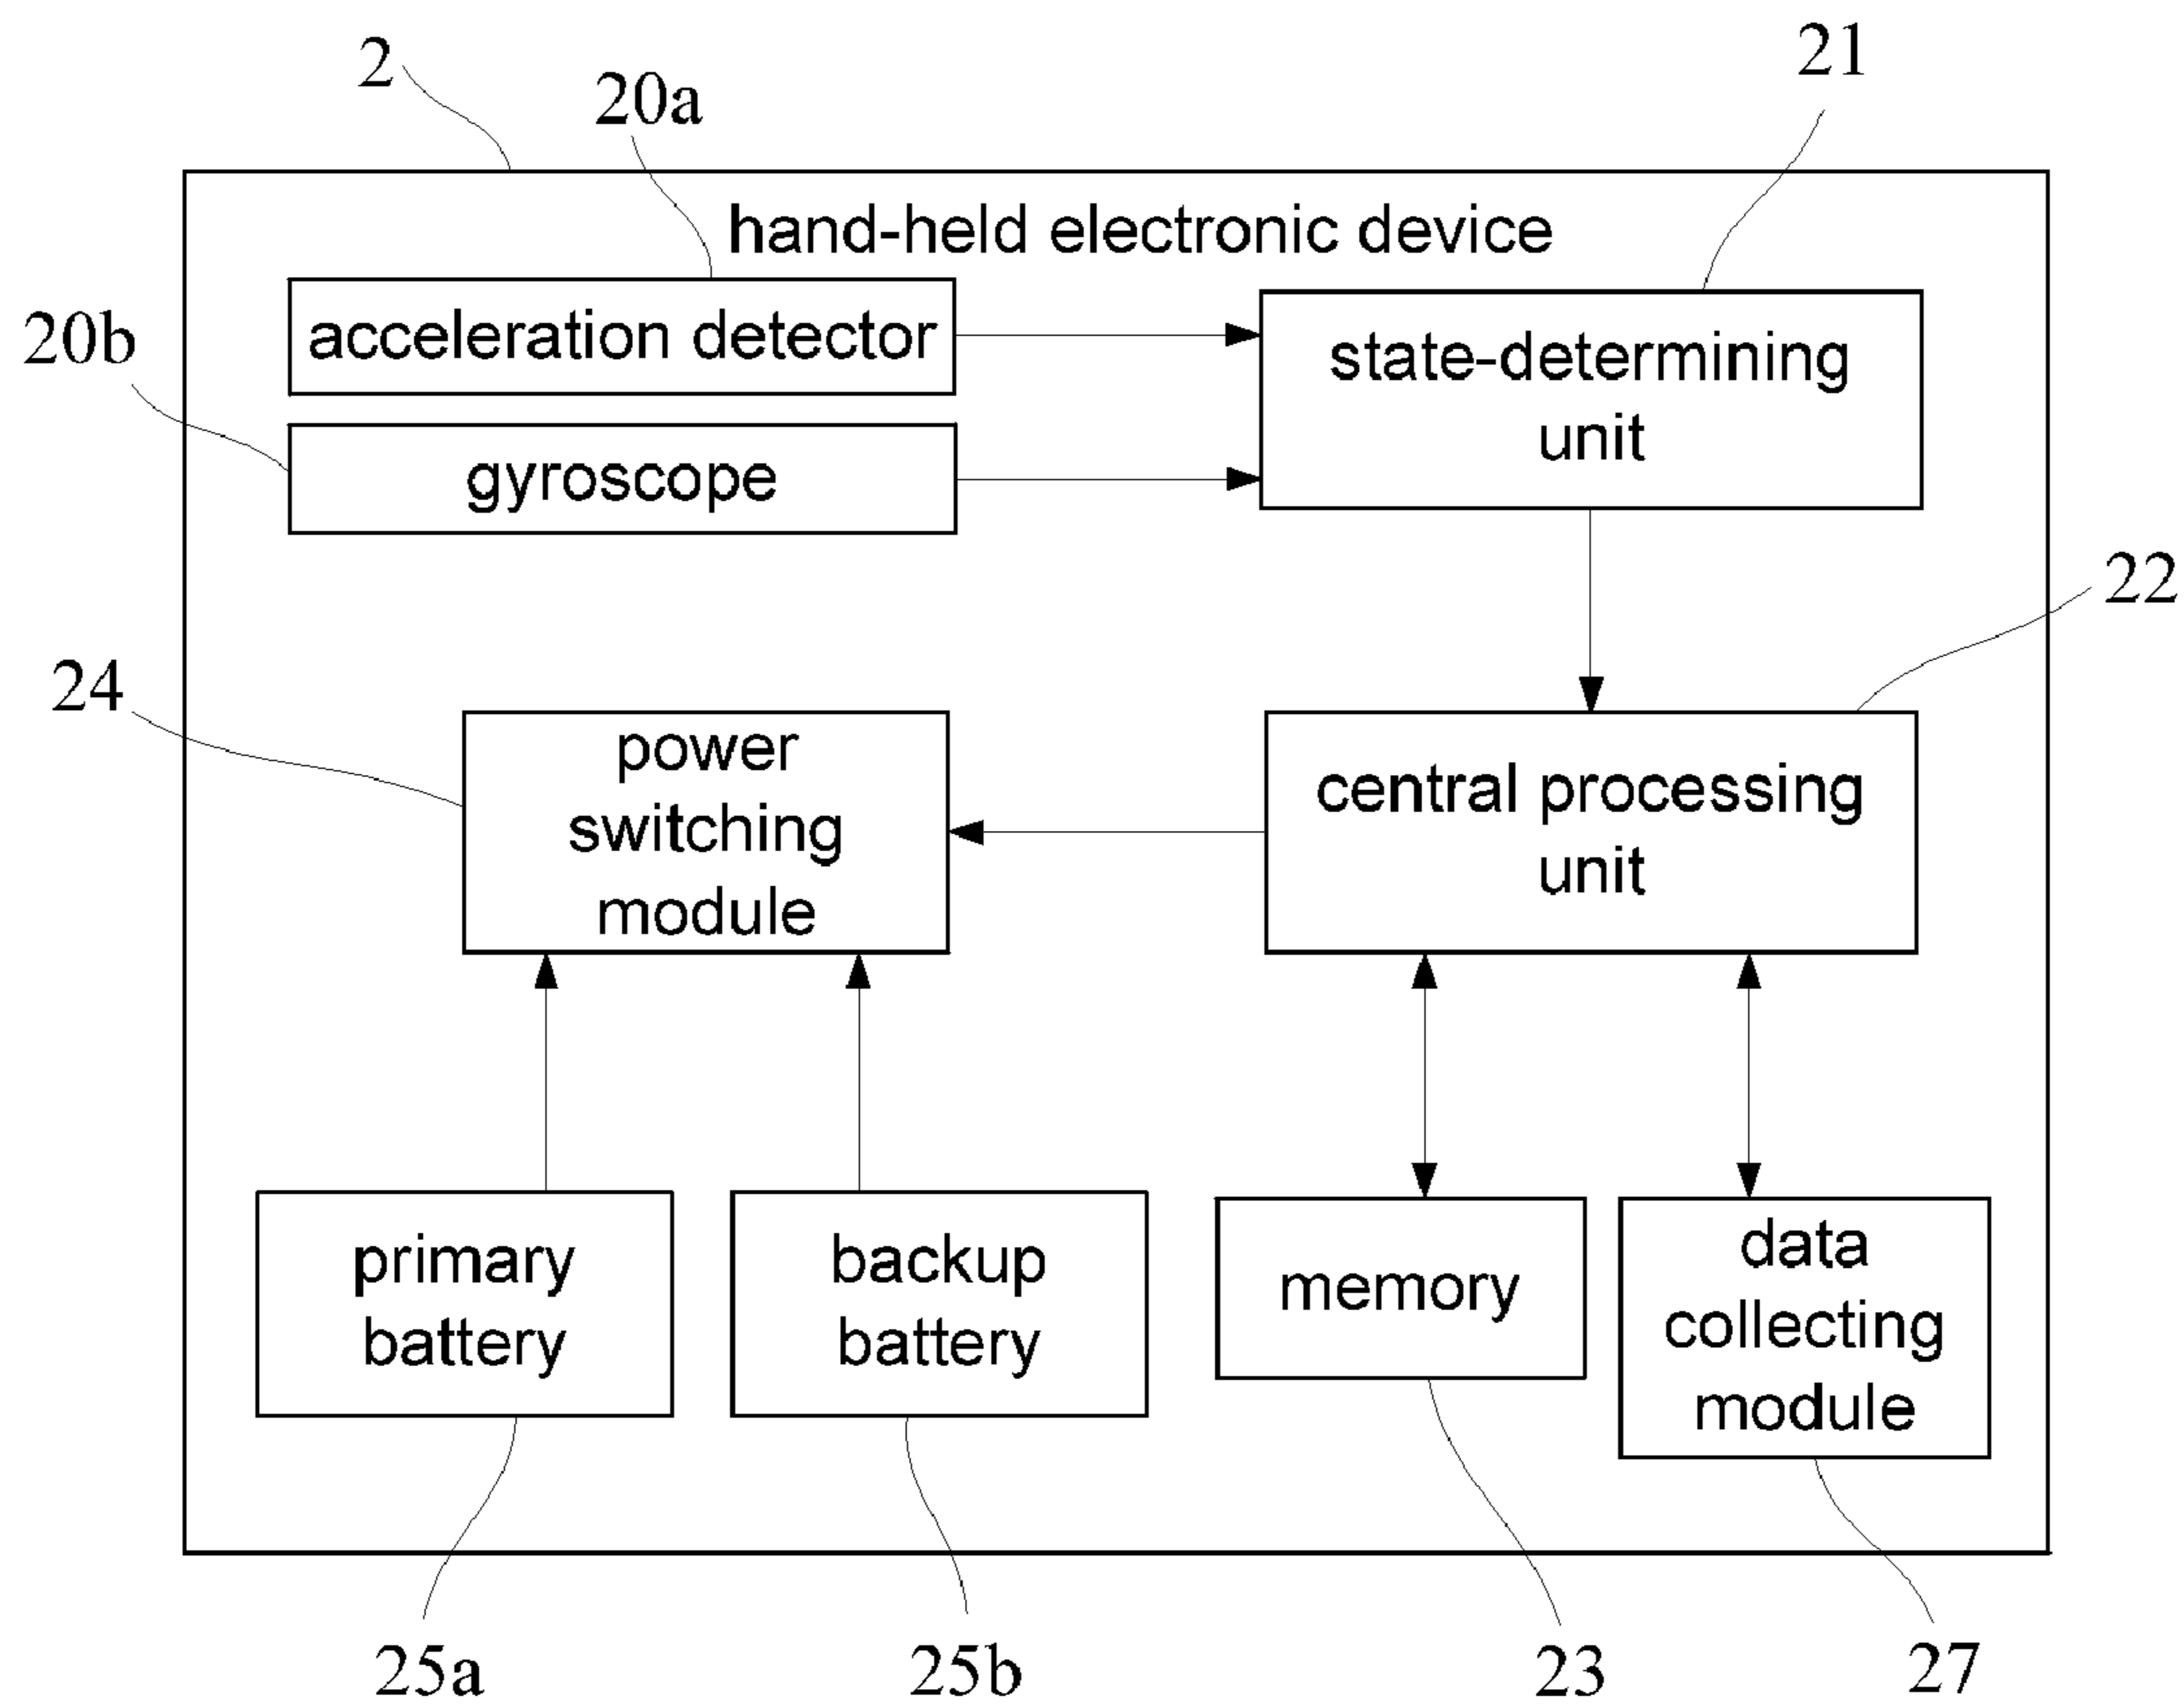 2
20a
21
hand-held electronic device
20b
acceleration detector
state-determining
unit
gyroscope
22
24
power
switching
module
central processing
unit
primary
battery
backup
battery
memory
data
collecting
module
25a
25b
23
27